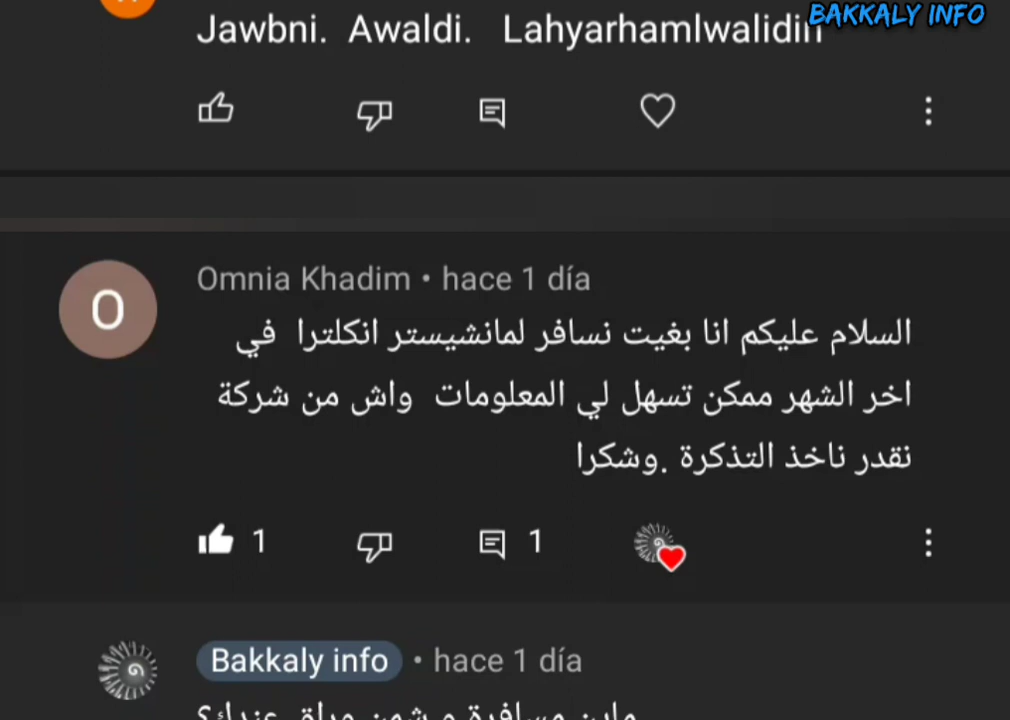 BAKKALY INFO
Jawbni. Awaldi. Lahyarhamlwalidin
Omnia Khadim • hace 1 día
O
السلام عليكم انا بغيت نسافر لمانشيستر انكلترا في
اخر الشهر ممكن تسهل لي المعلومات واش من شركة
نقدر ناخذ التذكرة .وشكرا
1 1
Bakkaly info • hace 1 día